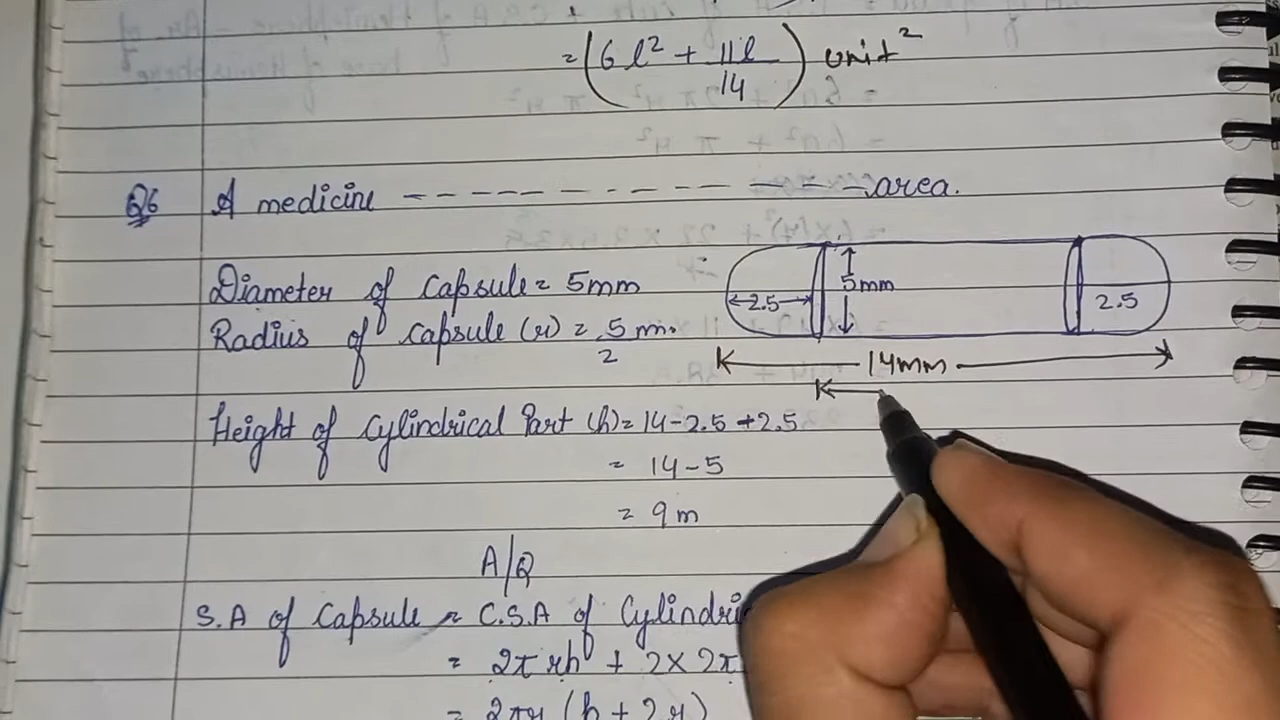 = (6 l² + 11l/14) unit²
Q6 A medicine ------------ area.
Diameter of Capsule = 5mm
Radius of Capsule (r) = 5/2 m.
2.5
5mm
2.5
14mm
Height of Cylindrical Part (h) = 14-2.5+2.5
= 14-5
= 9 m
A/Q
S.A of Capsule = C.S.A of Cylindri
= 2πrh + 2×2π
= 2πr (h+2r)